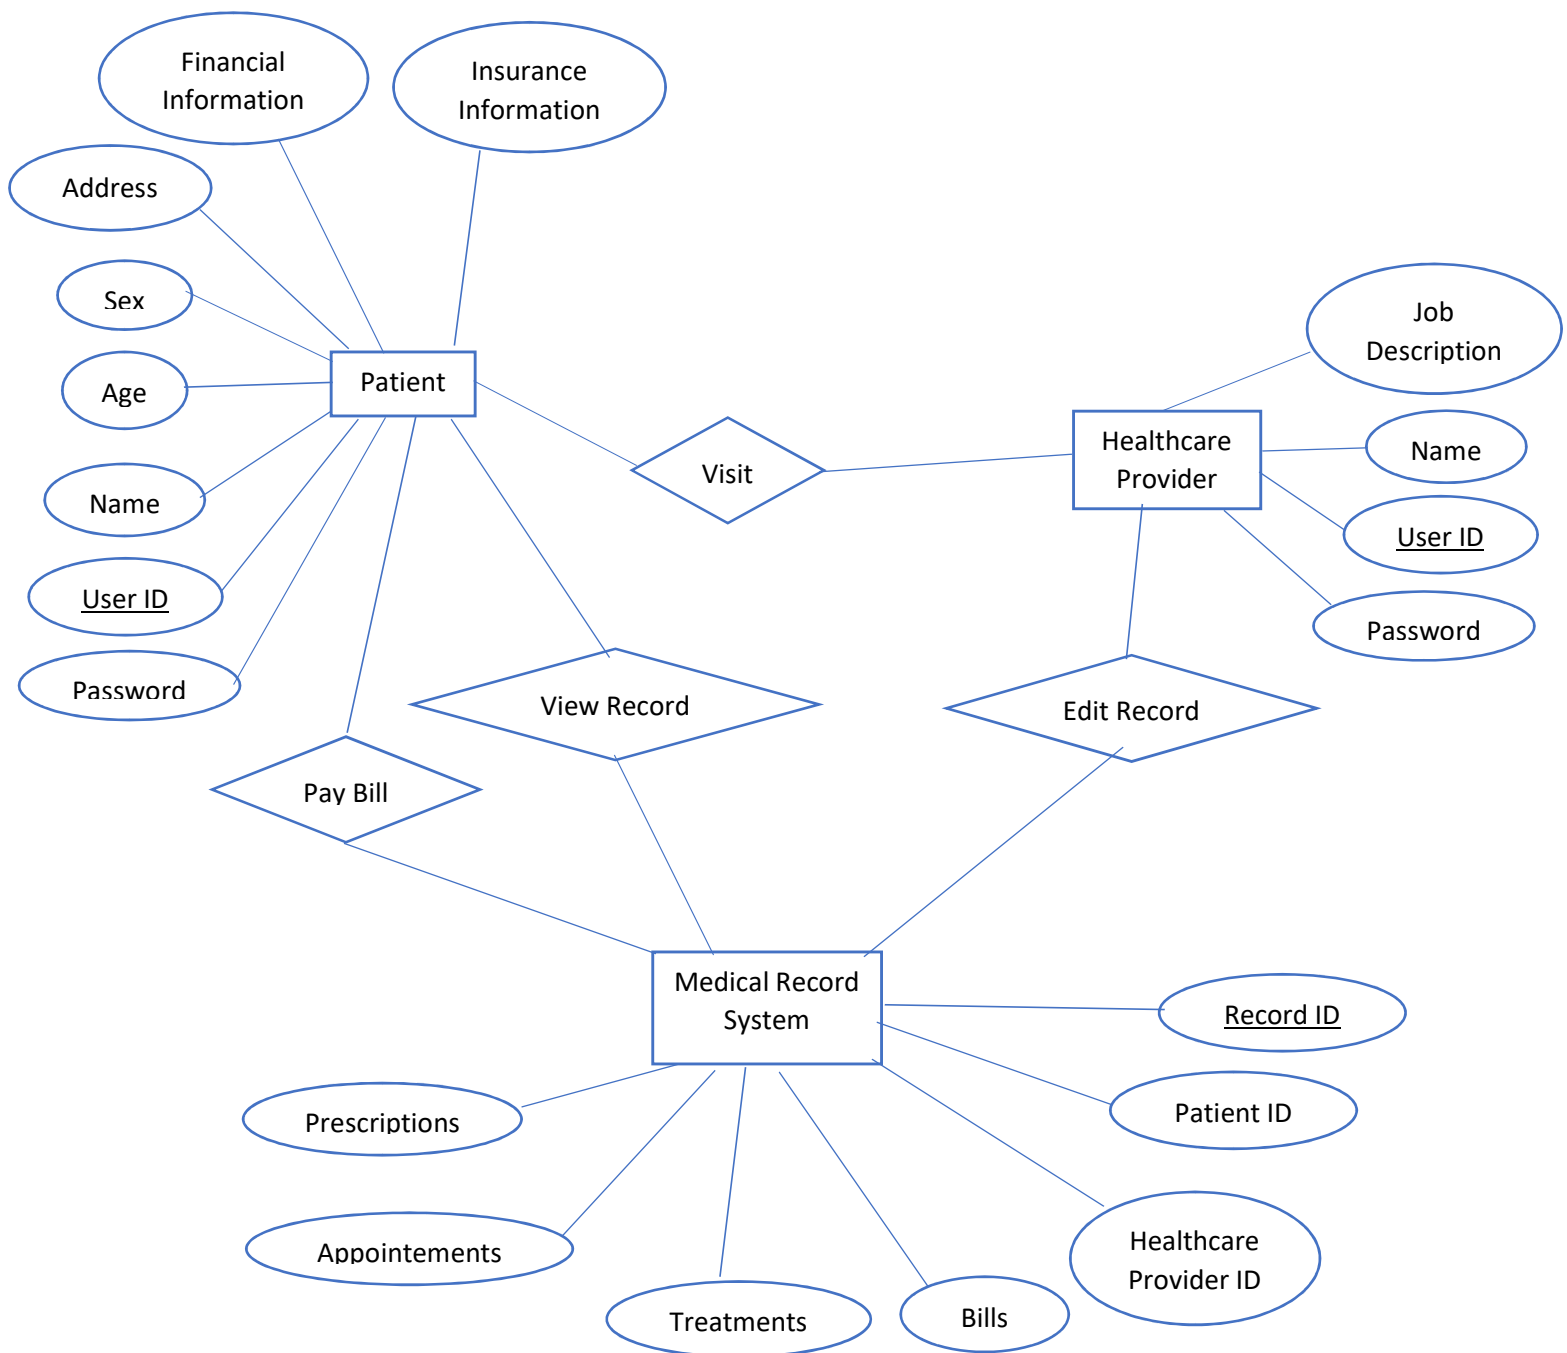 Financial
Information
Insurance
Information
Address
Sex
Age
Name
User ID
Password
Patient
Visit
Healthcare
Provider
Job
Description
Name
User ID
Password
Pay Bill
View Record
Edit Record
Medical Record
System
Record ID
Patient ID
Healthcare
Provider ID
Prescriptions
Appointements
Treatments
Bills